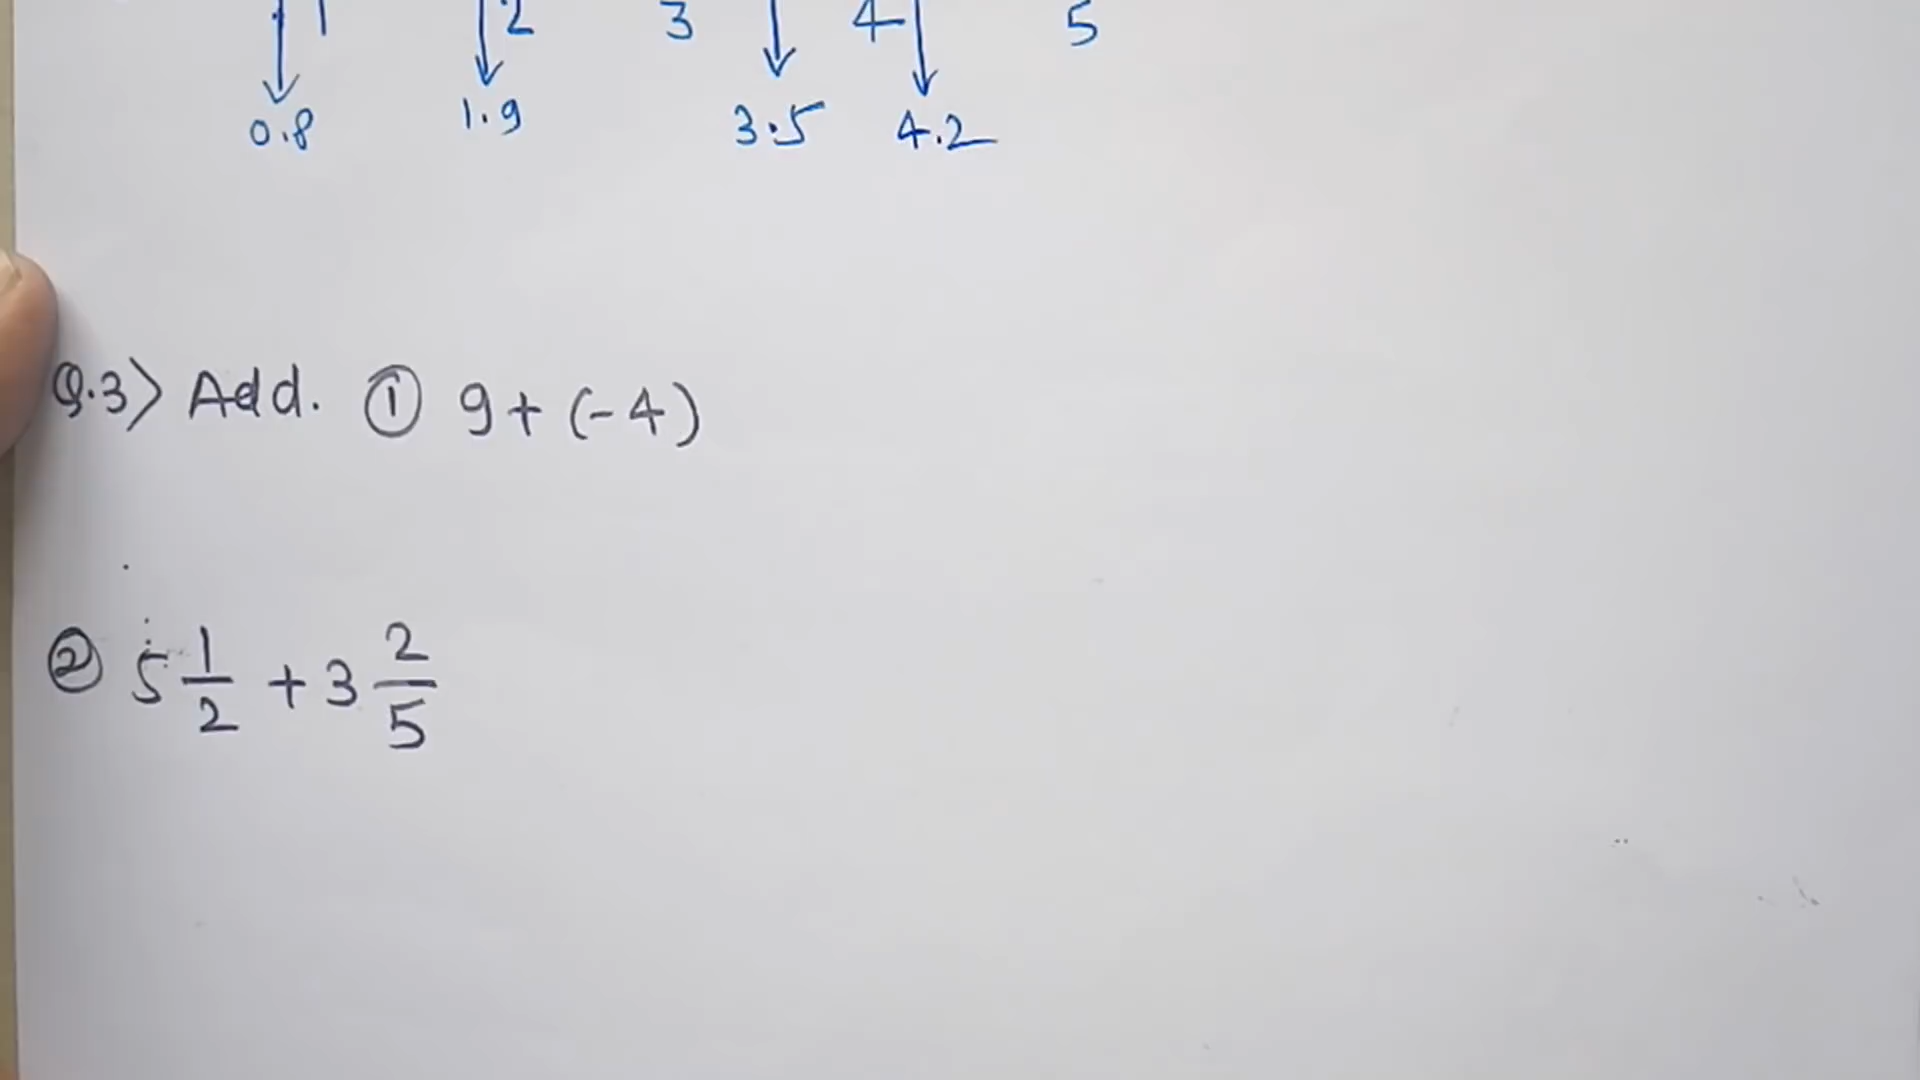 1 2 3 4 5
0.8 1.9 3.5 4.2
Q.3> Add. ① 9 + (-4)
② 5 1/2 + 3 2/5